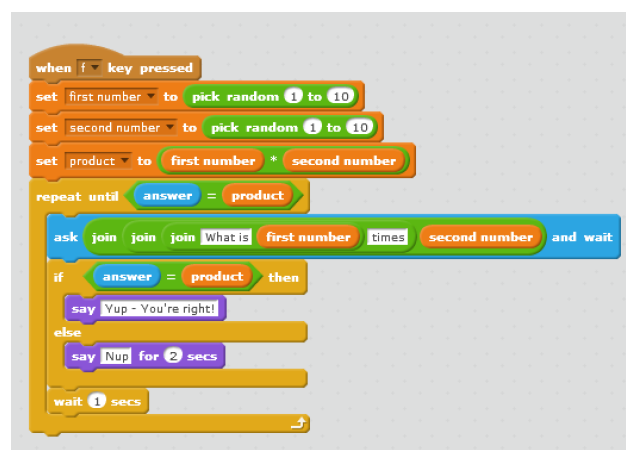 when f key pressed
set first number to pick random 1 to 10
set second number to pick random 1 to 10
set product to first number * second number
repeat until answer = product
ask join join join What is first number times second number and wait
if answer = product then
say Yup - You're right!
else
say Nup for 2 secs
wait 1 secs